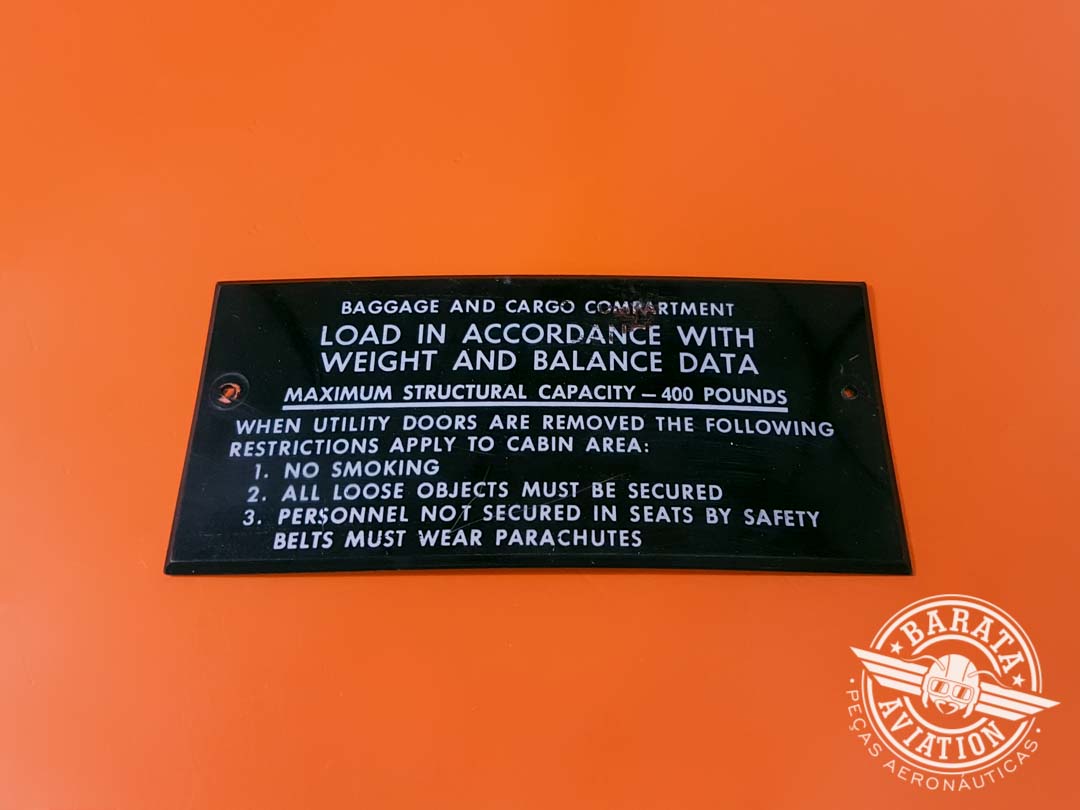 BAGGAGE AND CARGO COMPARTMENT
LOAD IN ACCORDANCE WITH
WEIGHT AND BALANCE DATA
MAXIMUM STRUCTURAL CAPACITY — 400 POUNDS
WHEN UTILITY DOORS ARE REMOVED THE FOLLOWING
RESTRICTIONS APPLY TO CABIN AREA:
1. NO SMOKING
2. ALL LOOSE OBJECTS MUST BE SECURED
3. PERSONNEL NOT SECURED IN SEATS BY SAFETY
BELTS MUST WEAR PARACHUTES
BARATA
AVIATION
PEÇAS AERONÁUTICAS